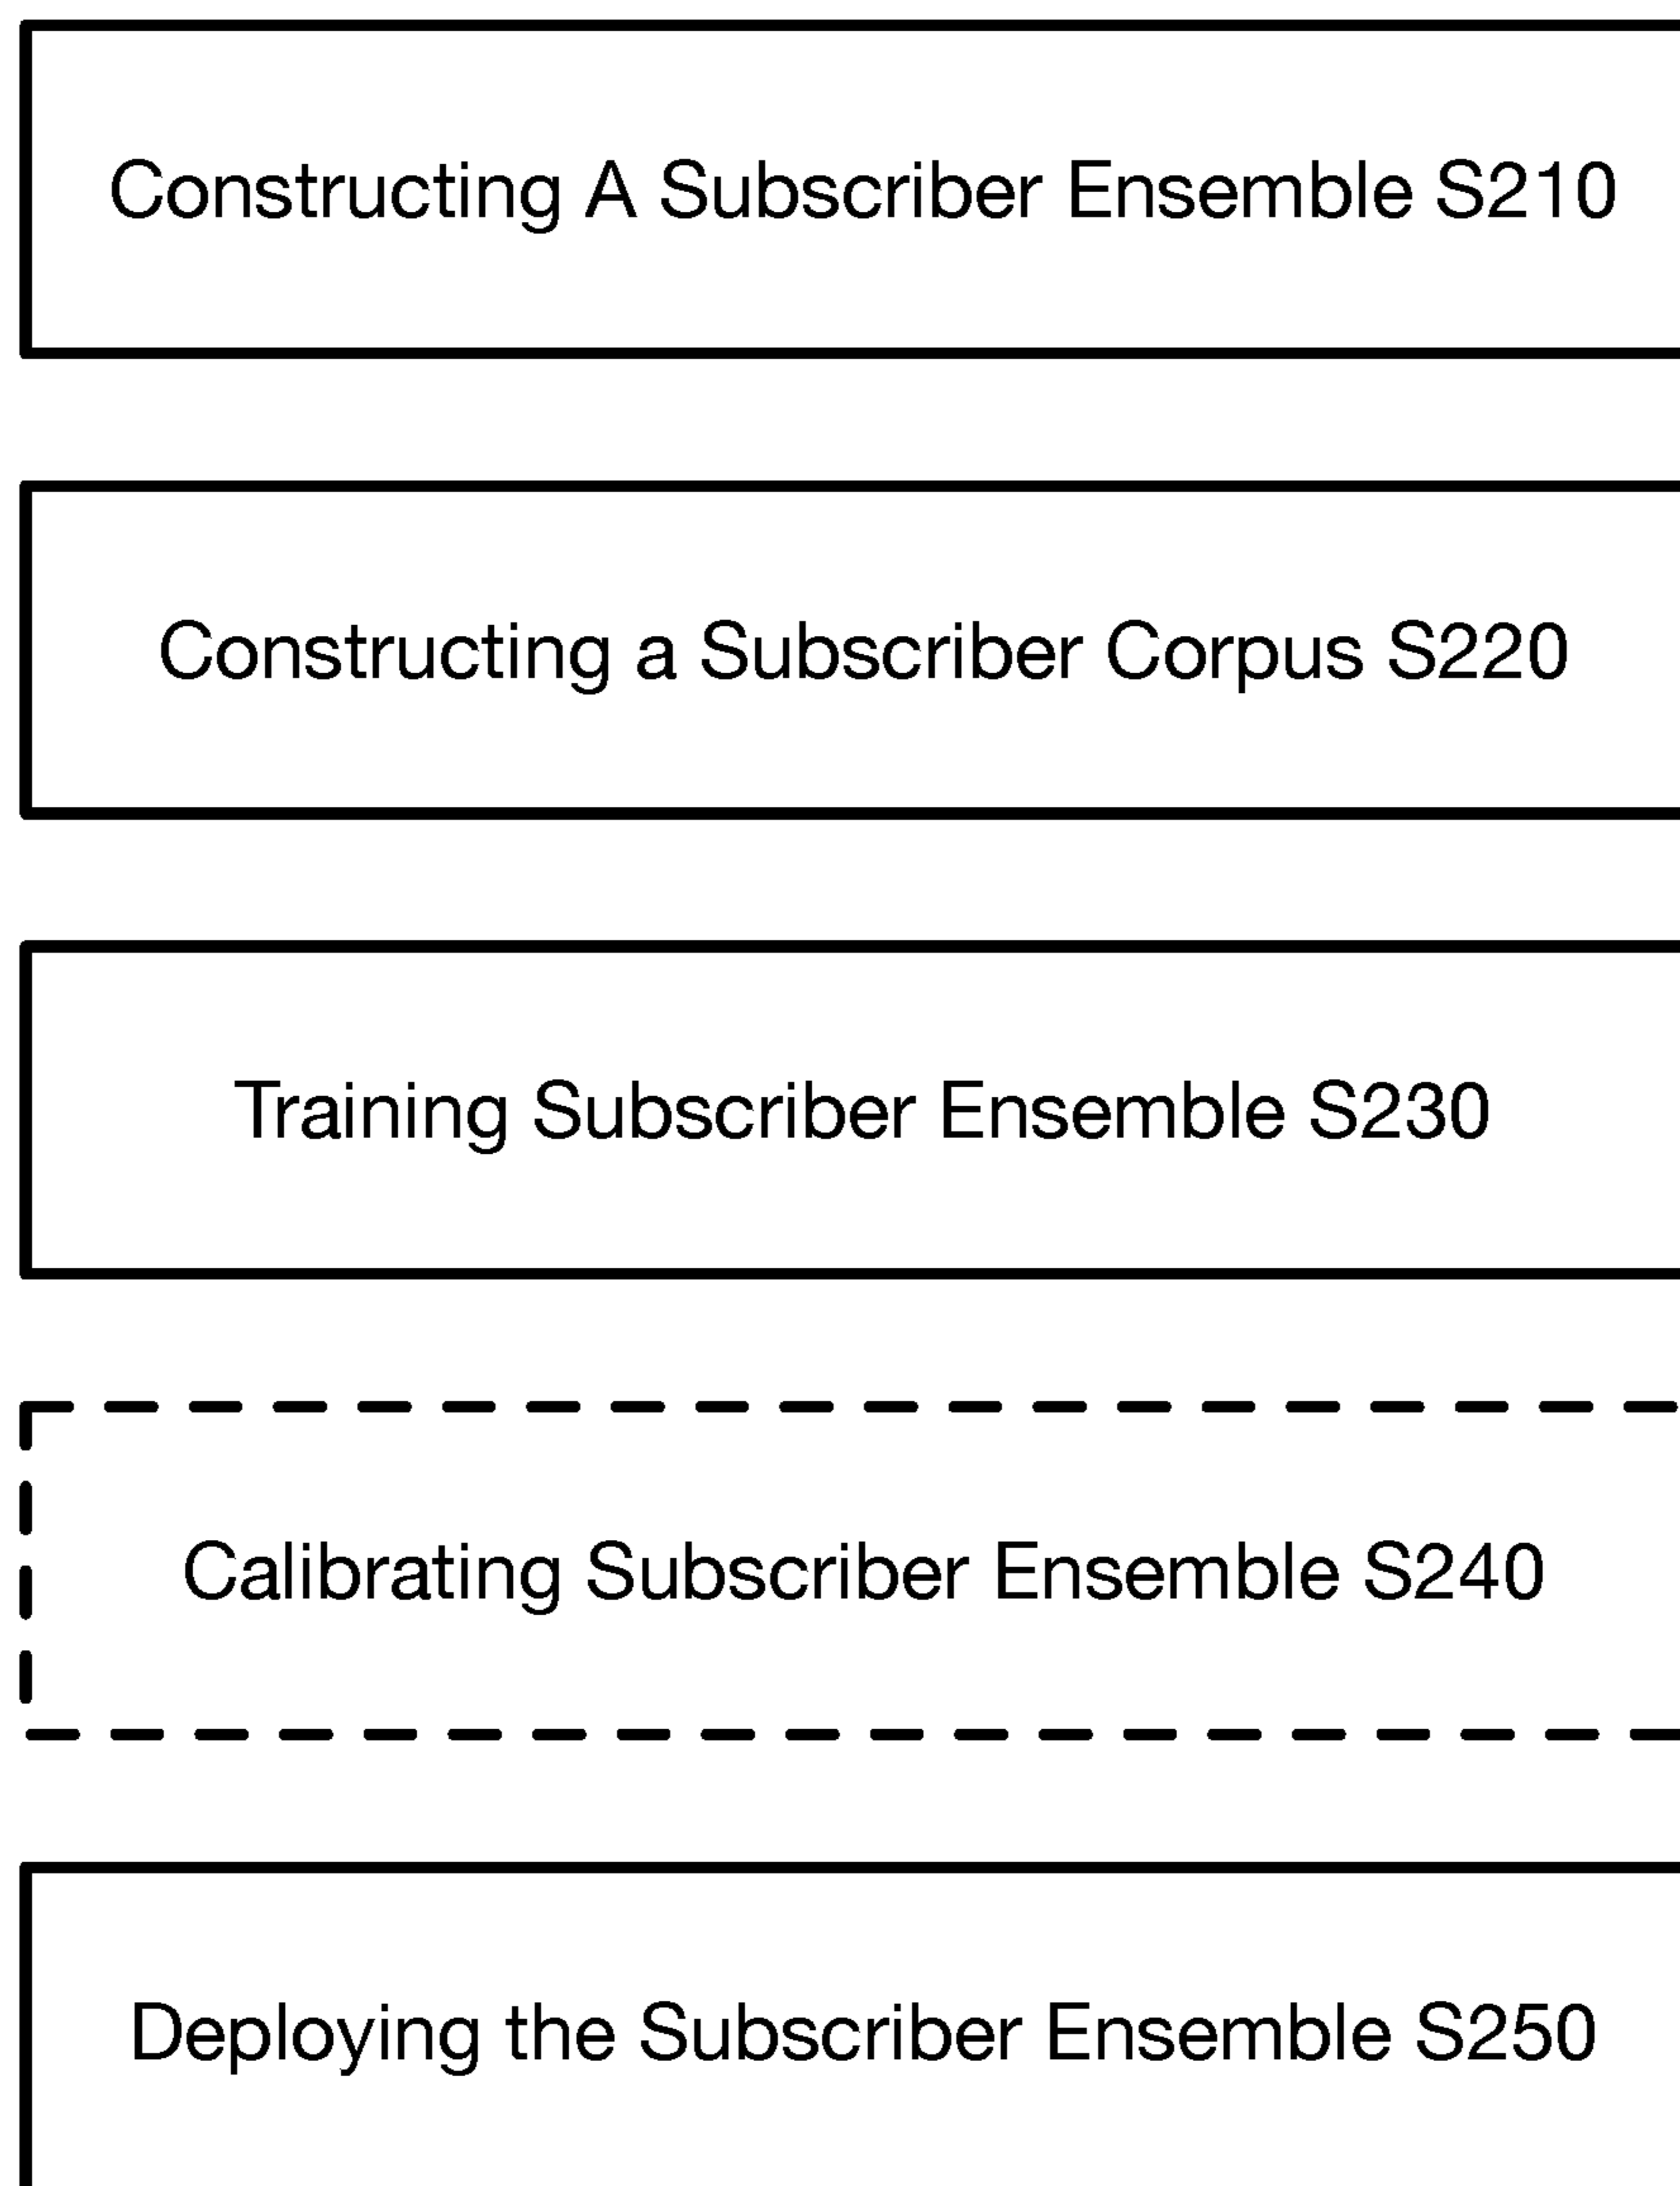 Constructing A Subscriber Ensemble S210
Constructing a Subscriber Corpus S220
Training Subscriber Ensemble S230
Calibrating Subscriber Ensemble S240
Deploying the Subscriber Ensemble S250